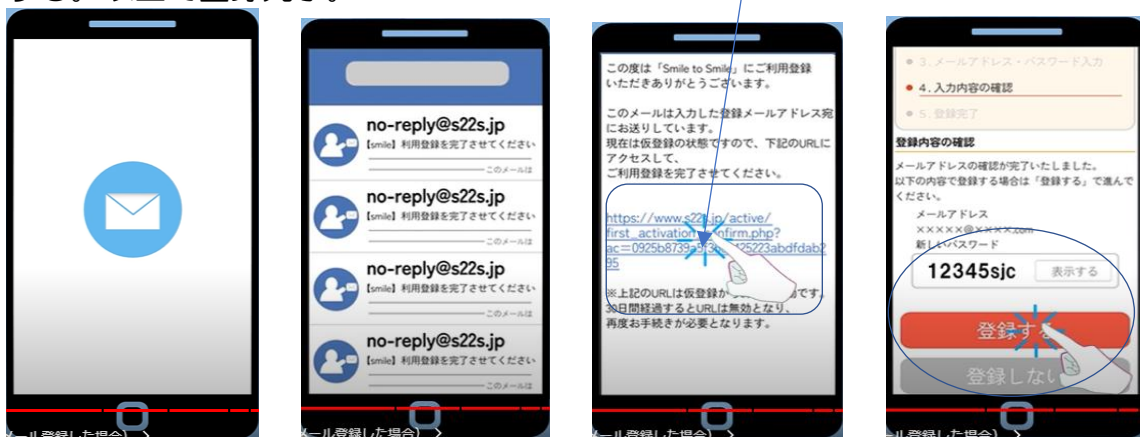 no-reply@s22s.jp
【smile】利用登録を完了させてください
このメールは
no-reply@s22s.jp
【smile】利用登録を完了させてください
このメールは
no-reply@s22s.jp
【smile】利用登録を完了させてください
このメールは
no-reply@s22s.jp
【smile】利用登録を完了させてください
このメールは
メール登録した場合）
この度は「Smile to Smile」にご利用登録
いただきありがとうございます。
このメールは入力した登録メールアドレス宛
にお送りしています。
現在は仮登録の状態ですので、下記のURLに
アクセスして、
ご利用登録を完了させてください。
https://www.s22s.jp/active/
first_activation
ac=0925b8739
95
※上記のURLは仮登録か
30日間経過するとURLは無効となり、
再度お手続きが必要となります。
ール登録した場合）
3. メールアドレス・パスワード入力
4. 入力内容の確認
5. 登録完了
登録内容の確認
メールアドレスの確認が完了いたしました。
以下の内容で登録する場合は「登録する」で進んで
ください。
メールアドレス
×××××@××××.com
新しいパスワード
12345sjc 表示する
登録する
登録しない
ール登録した場合）